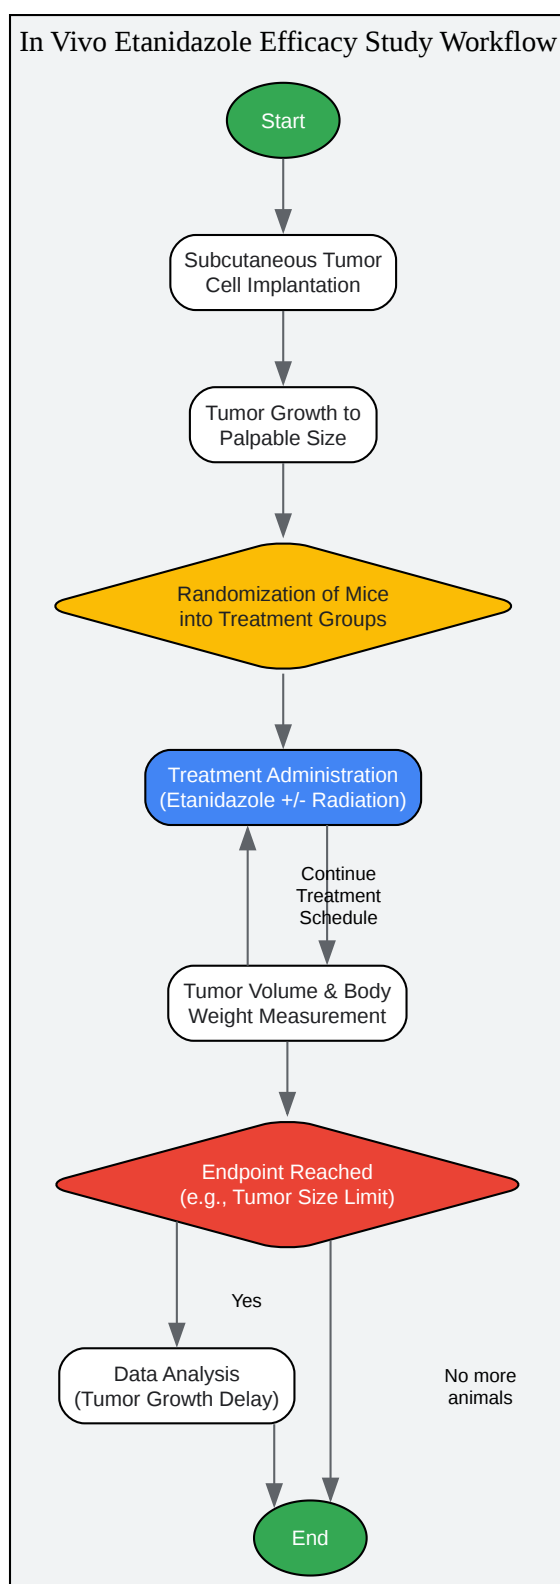 In Vivo Etanidazole Efficacy Study Workflow
Start
Subcutaneous Tumor
Cell Implantation
Tumor Growth to
Palpable Size
Randomization of Mice
into Treatment Groups
Treatment Administration
(Etanidazole +/- Radiation)
Continue
Treatment
Schedule
Tumor Volume & Body
Weight Measurement
Endpoint Reached
(e.g., Tumor Size Limit)
Yes
Data Analysis
(Tumor Growth Delay)
No more
animals
End